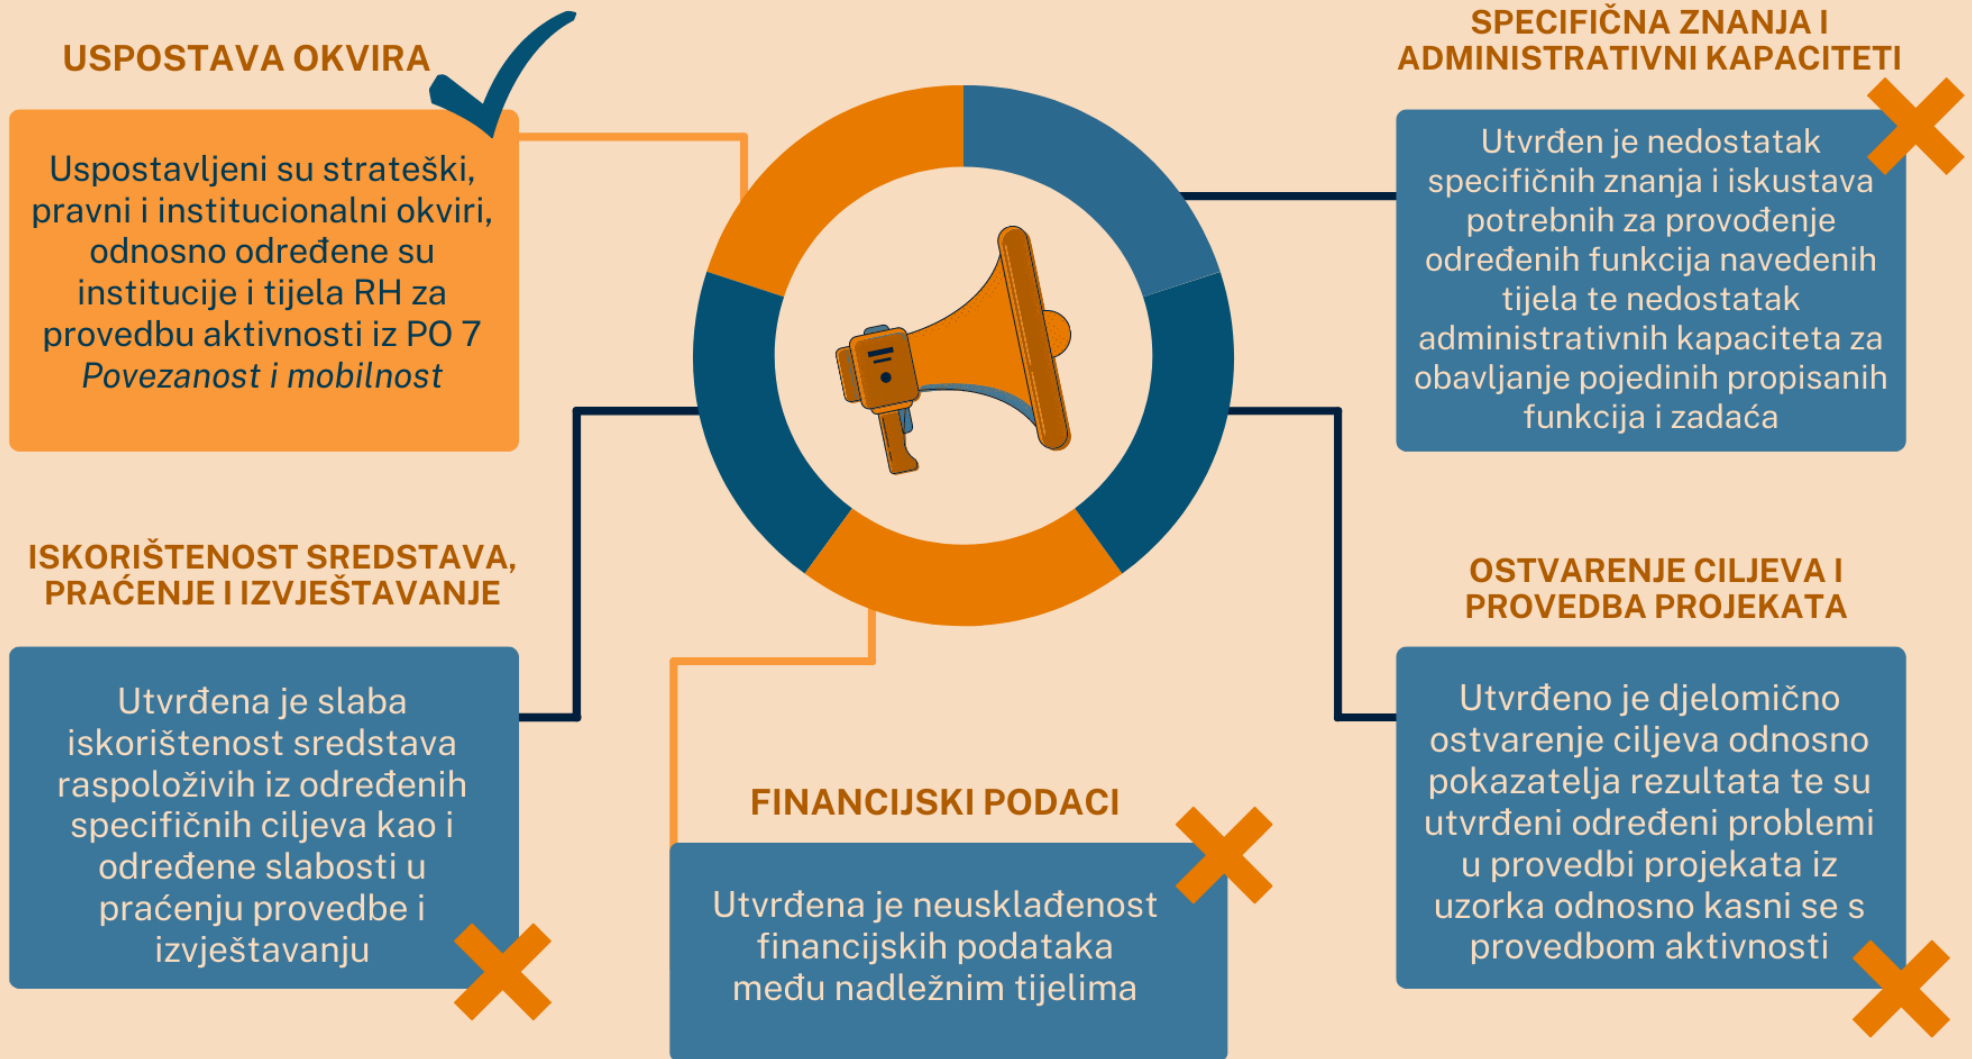 USPOSTAVA OKVIRA
Uspostavljeni su strateški,
pravni i institucionalni okviri,
odnosno određene su
institucije i tijela RH za
provedbu aktivnosti iz PO 7
Povezanost i mobilnost
SPECIFIČNA ZNANJA I
ADMINISTRATIVNI KAPACITETI
Utvrđen je nedostatak
specifičnih znanja i iskustava
potrebnih za provođenje
određenih funkcija navedenih
tijela te nedostatak
administrativnih kapaciteta za
obavljanje pojedinih propisanih
funkcija i zadaća
ISKORIŠTENOST SREDSTAVA,
PRAĆENJE I IZVJEŠTAVANJE
Utvrđena je slaba
iskorištenost sredstava
raspoloživih iz određenih
specifičnih ciljeva kao i
određene slabosti u
praćenju provedbe i
izvještavanju
FINANCIJSKI PODACI
Utvrđena je neusklađenost
financijskih podataka
među nadležnim tijelima
OSTVARENJE CILJEVA I
PROVEDBA PROJEKATA
Utvrđeno je djelomično
ostvarenje ciljeva odnosno
pokazatelja rezultata te su
utvrđeni određeni problemi
u provedbi projekata iz
uzorka odnosno kasni se s
provedbom aktivnosti